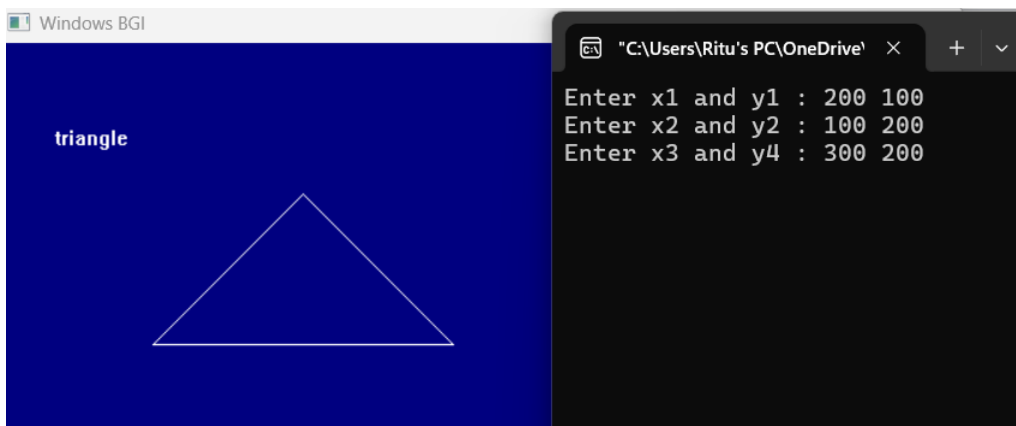 Windows BGI
triangle
"C:\Users\Ritu's PC\OneDrive\
Enter x1 and y1 : 200 100
Enter x2 and y2 : 100 200
Enter x3 and y4 : 300 200